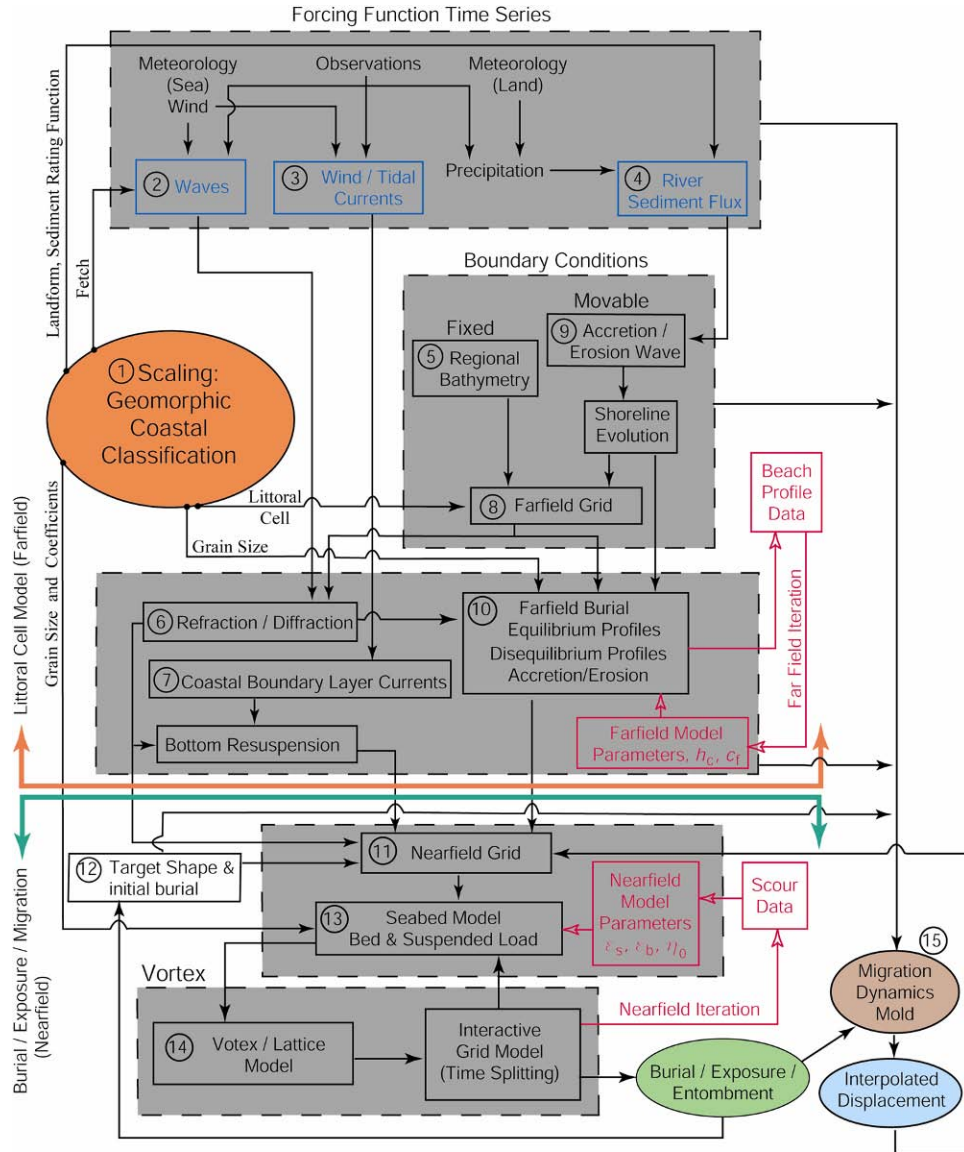 Forcing Function Time Series
Meteorology
(Sea)
Wind
Observations
Meteorology
(Land)
Precipitation
2 Waves
3 Wind / Tidal
Currents
4 River
Sediment Flux
Landform, Sediment Rating Function
Fetch
Boundary Conditions
Movable
Fixed
9 Accretion /
Erosion Wave
5 Regional
Bathymetry
Shoreline
Evolution
8 Farfield Grid
1 Scaling:
Geomorphic
Coastal
Classification
Littoral
Cell
Grain Size
Grain Size and Coefficients
Littoral Cell Model (Farfield)
Beach
Profile
Data
Far Field Iteration
6 Refraction / Diffraction
7 Coastal Boundary Layer Currents
Bottom Resuspension
10 Farfield Burial
Equilibrium Profiles
Disequilibrium Profiles
Accretion/Erosion
Farfield Model
Parameters, hc, cf
Burial / Exposure / Migration
(Nearfield)
11 Nearfield Grid
12 Target Shape &
initial burial
13 Seabed Model
Bed & Suspended Load
Nearfield
Model
Parameters
εs, εb, η0
Scour
Data
Nearfield Iteration
Vortex
14 Votex / Lattice
Model
Interactive
Grid Model
(Time Splitting)
Burial / Exposure /
Entombment
15
Migration
Dynamics
Mold
Interpolated
Displacement